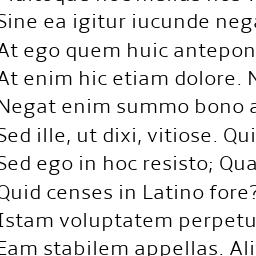 Sine ea igitur iucunde neg
At ego quem huic antepon
At enim hic etiam dolore. N
Negat enim summo bono a
Sed ille, ut dixi, vitiose. Qui
Sed ego in hoc resisto; Qua
Quid censes in Latino fore?
Istam voluptatem perpetu
Eam stabilem appellas. Ali